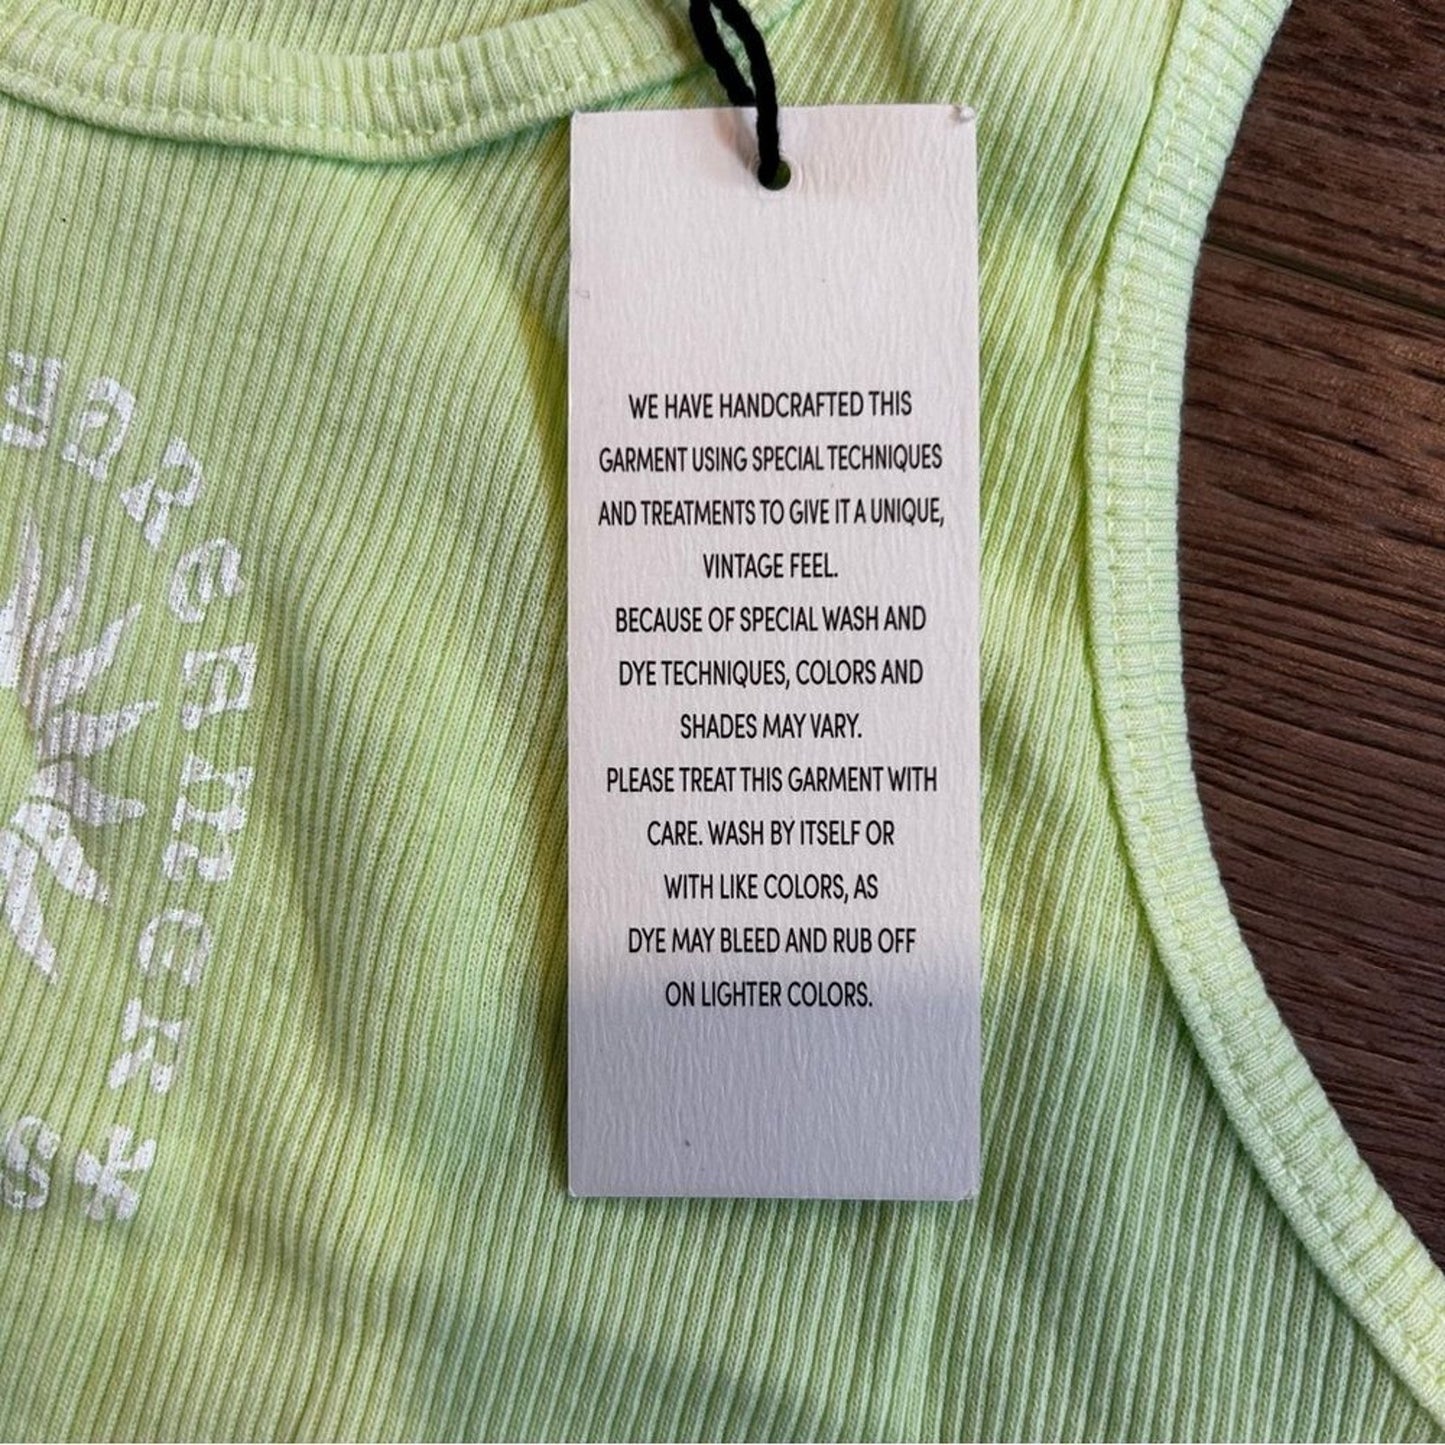 WE HAVE HANDCRAFTED THIS
GARMENT USING SPECIAL TECHNIQUES
AND TREATMENTS TO GIVE IT A UNIQUE,
VINTAGE FEEL.
BECAUSE OF SPECIAL WASH AND
DYE TECHNIQUES, COLORS AND
SHADES MAY VARY.
PLEASE TREAT THIS GARMENT WITH
CARE. WASH BY ITSELF OR
WITH LIKE COLORS, AS
DYE MAY BLEED AND RUB OFF
ON LIGHTER COLORS.